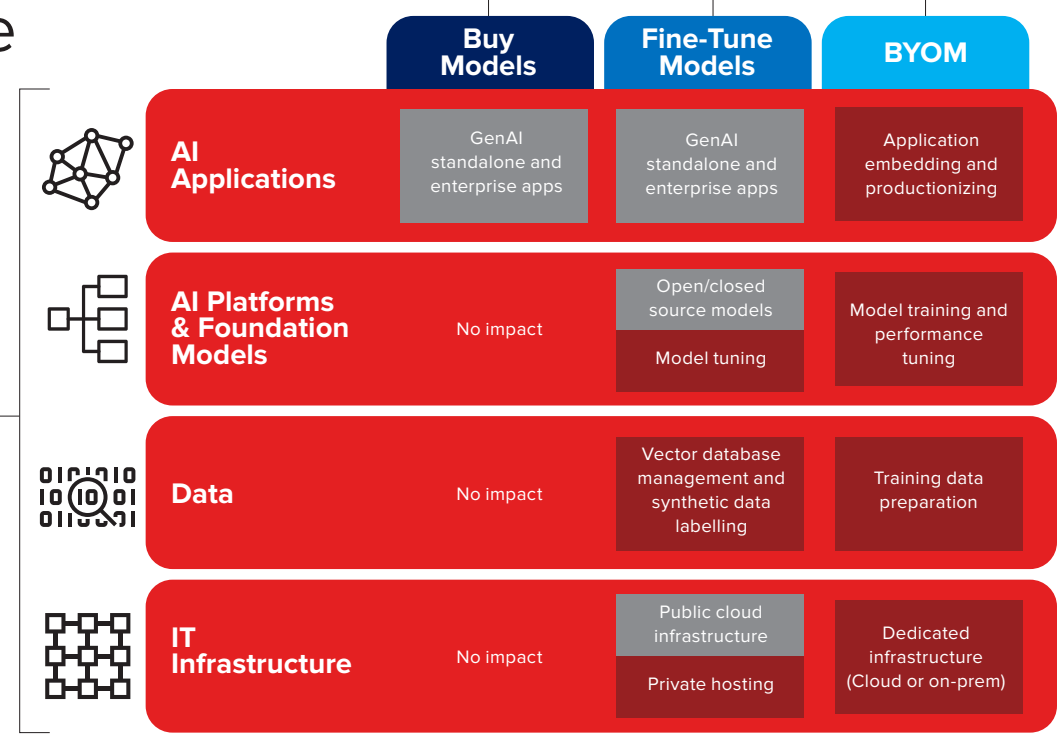 e
Buy
Models
Fine-Tune
Models
BYOM
AI
Applications
GenAI
standalone and
enterprise apps
GenAI
standalone and
enterprise apps
Application
embedding and
productionizing
AI Platforms
& Foundation
Models
No impact
Open/closed
source models
Model tuning
Model training and
performance
tuning
Data
No impact
Vector database
management and
synthetic data
labelling
Training data
preparation
IT
Infrastructure
No impact
Public cloud
infrastructure
Private hosting
Dedicated
infrastructure
(Cloud or on-prem)